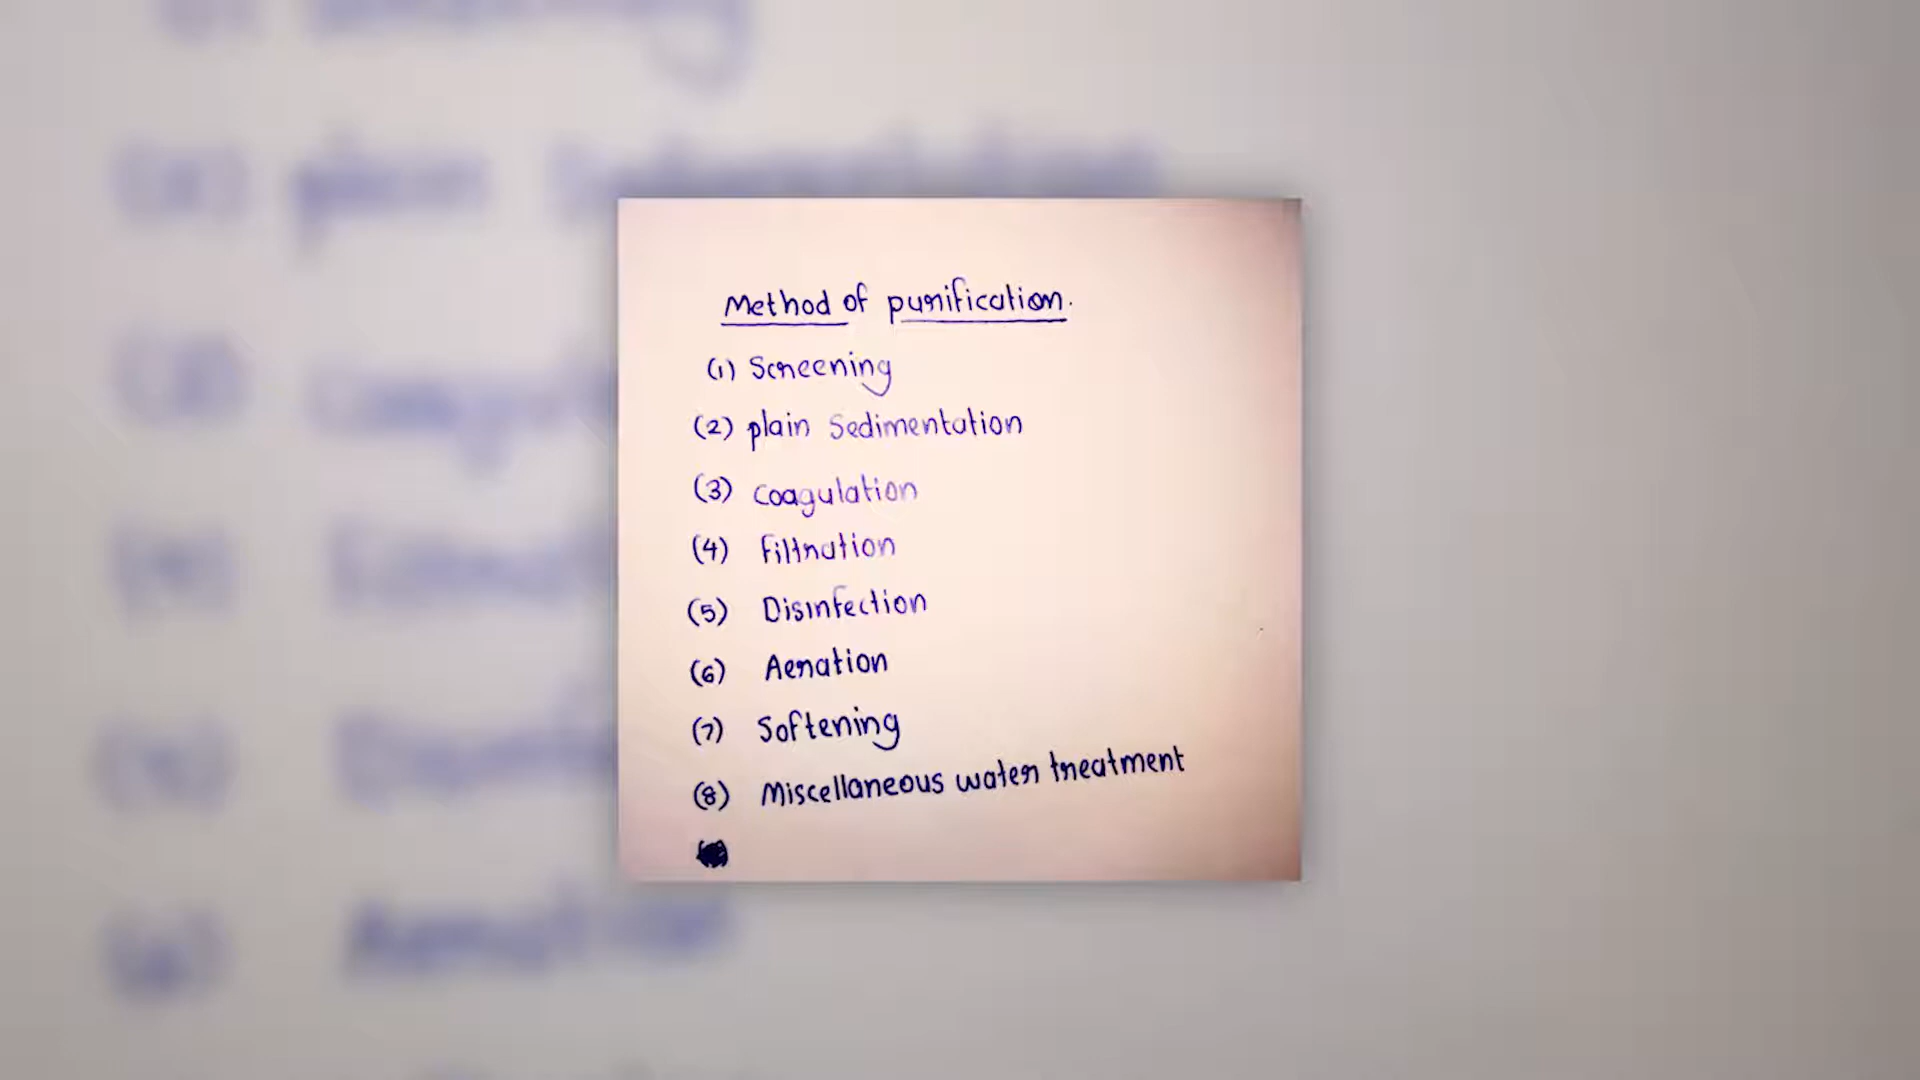 Method of purification.
(1) Screening
(2) plain Sedimentation
(3) Coagulation
(4) Filtration
(5) Disinfection
(6) Aeration
(7) Softening
(8) Miscellaneous water treatment